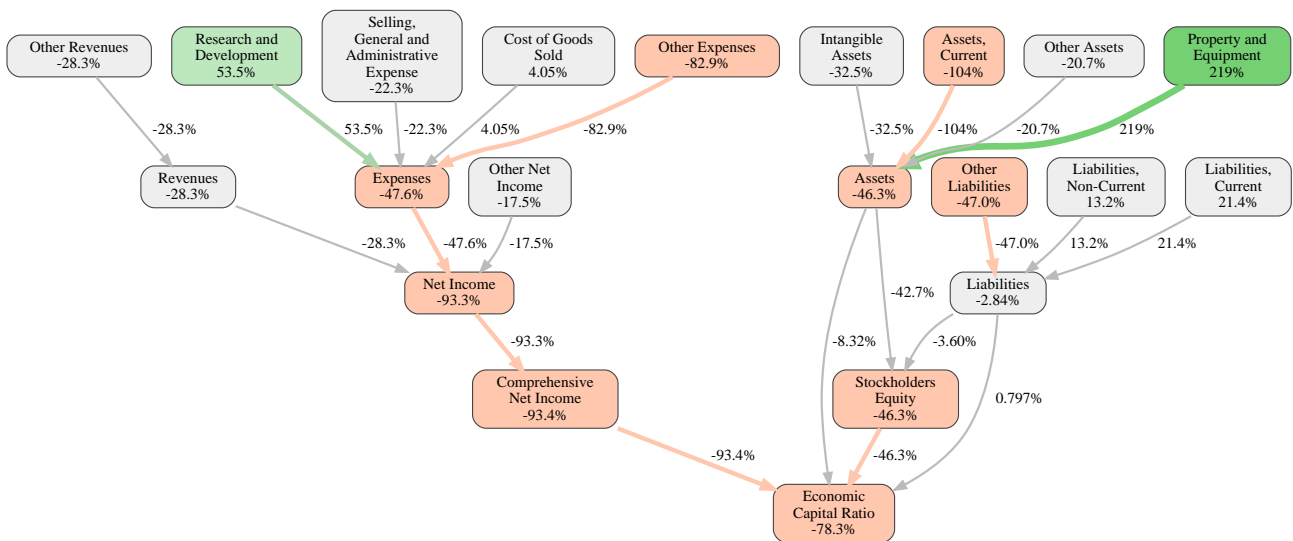 Other Revenues
-28.3%
Research and
Development
53.5%
Selling,
General and
Administrative
Expense
-22.3%
Cost of Goods
Sold
4.05%
Other Expenses
-82.9%
Intangible
Assets
-32.5%
Assets,
Current
-104%
Other Assets
-20.7%
Property and
Equipment
219%
-28.3%
53.5%
-22.3%
4.05%
-82.9%
-32.5%
-104%
-20.7%
219%
Revenues
-28.3%
Expenses
-47.6%
Other Net
Income
-17.5%
Assets
-46.3%
Other
Liabilities
-47.0%
Liabilities,
Non-Current
13.2%
Liabilities,
Current
21.4%
-28.3%
-47.6%
-17.5%
-47.0%
13.2%
21.4%
Net Income
-93.3%
-42.7%
Liabilities
-2.84%
-93.3%
-8.32%
-3.60%
Comprehensive
Net Income
-93.4%
Stockholders
Equity
-46.3%
0.797%
-93.4%
-46.3%
Economic
Capital Ratio
-78.3%